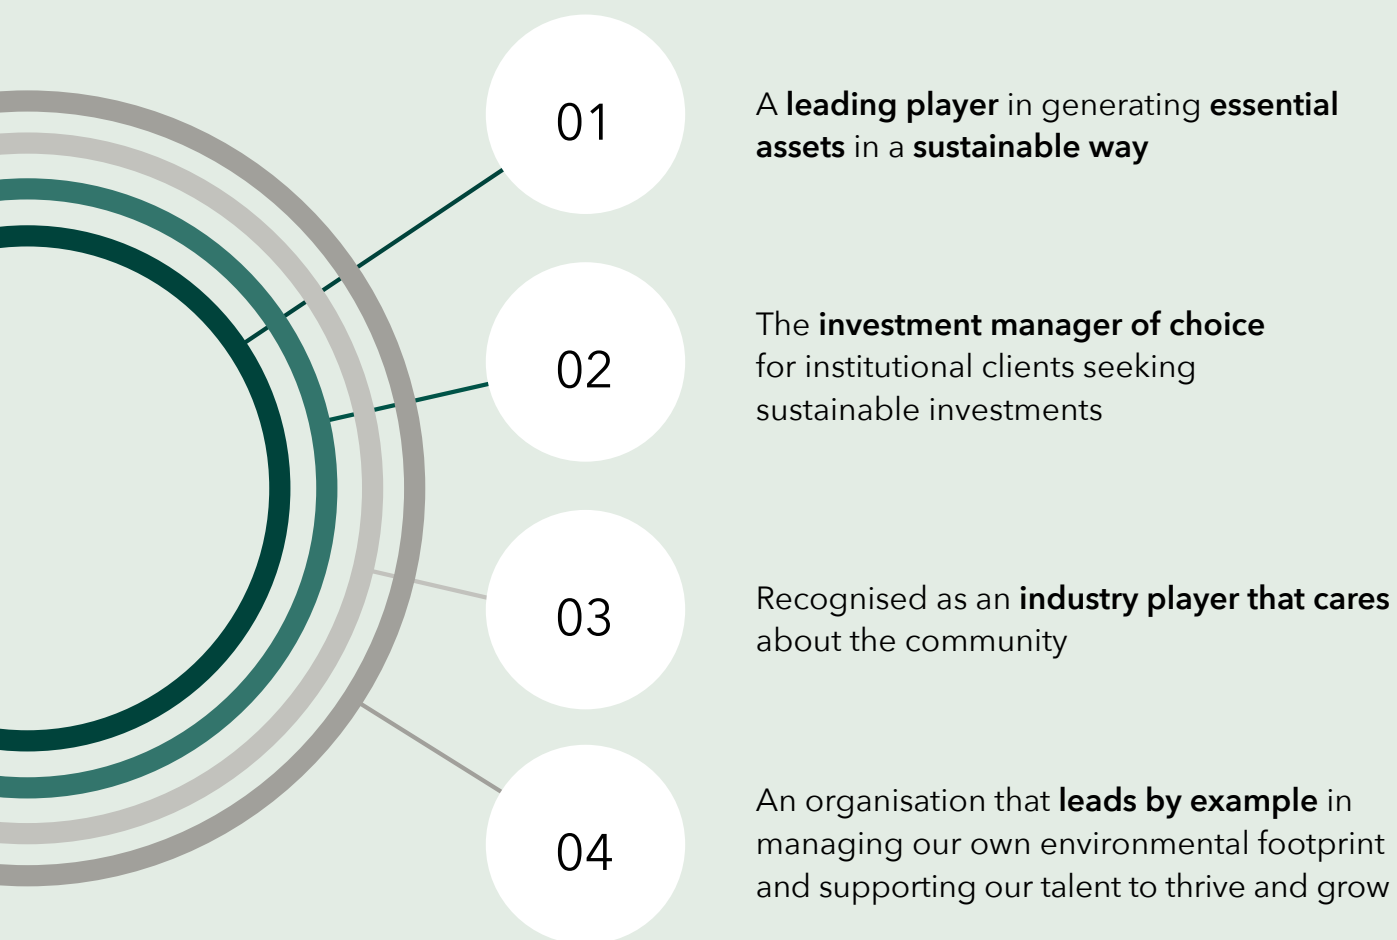 01
A leading player in generating essential
assets in a sustainable way
02
The investment manager of choice
for institutional clients seeking
sustainable investments
03
Recognised as an industry player that cares
about the community
04
An organisation that leads by example in
managing our own environmental footprint
and supporting our talent to thrive and grow